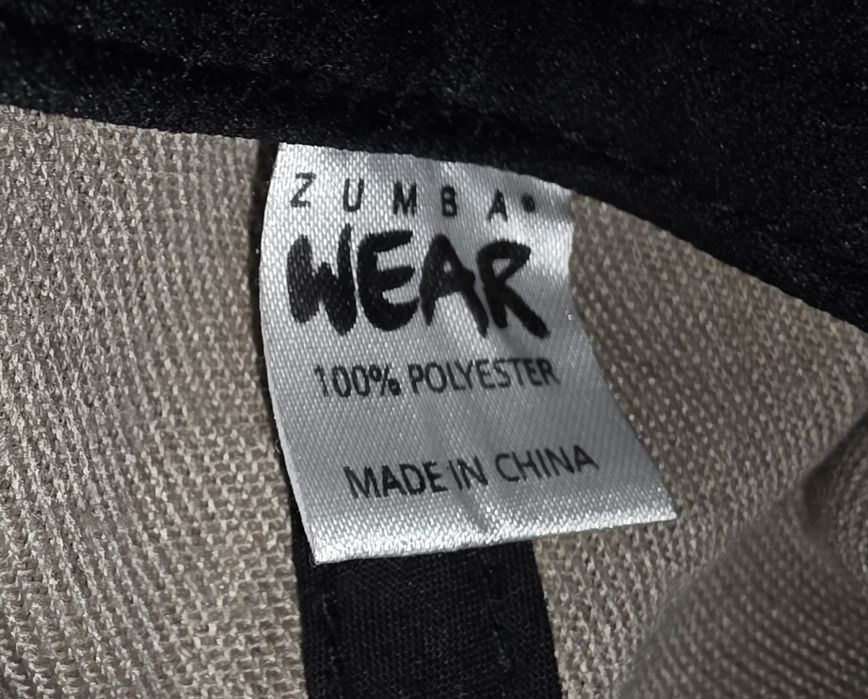 ZUMBA®
WEAR
100% POLYESTER
MADE IN CHINA